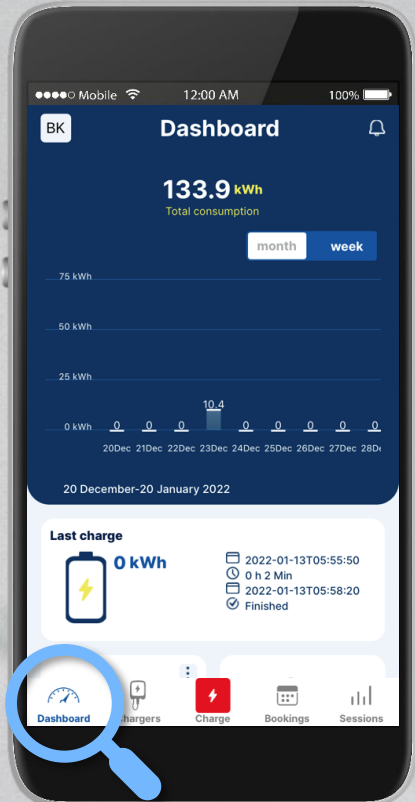 Mobile 12:00 AM 100%
BK Dashboard
133.9 kWh
Total consumption
month week
75 kWh
50 kWh
25 kWh
10.4
0 kWh 0 0 0 0 0 0 0 0
20Dec 21Dec 22Dec 23Dec 24Dec 25Dec 26Dec 27Dec 28De
20 December-20 January 2022
Last charge
0 kWh
2022-01-13T05:55:50
0 h 2 Min
2022-01-13T05:58:20
Finished
Dashboard hargers Charge Bookings Sessions